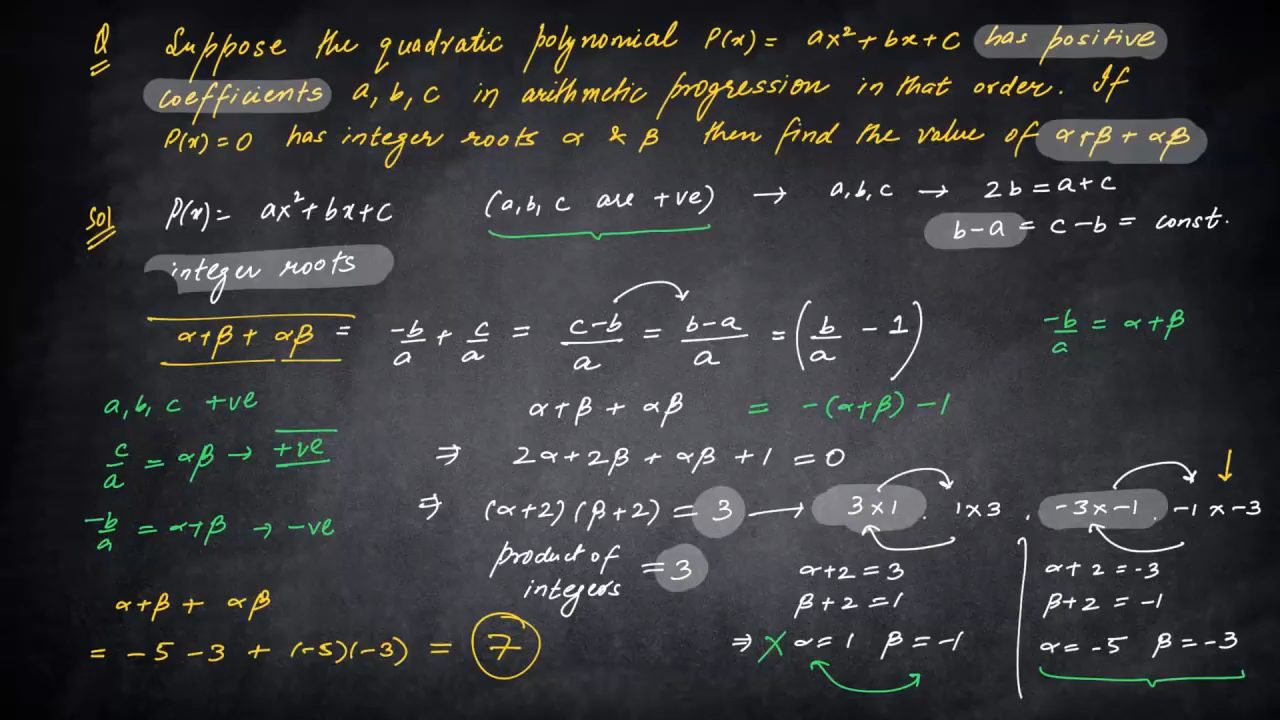 Q Suppose the quadratic polynomial P(x) = ax² + bx + c has positive
coefficients a, b, c in arithmetic progression in that order. If
P(x) = 0 has integer roots α & β then find the value of α+β + αβ
Sol P(x) = ax² + bx + c (a, b, c are +ve) → a, b, c → 2b = a+c
b-a = c-b = const.
integer roots
α+β + αβ = -b/a + c/a = c-b/a = b-a/a = (b/a - 1) -b/a = α+β
a, b, c +ve
α+β + αβ = -(α+β) -1
c/a = αβ → +ve
⇒ 2α+2β + αβ + 1 = 0
⇒ (α+2)(β+2) = 3 → 3×1 , 1×3 , -3×-1 , -1×-3
-b/a = α+β → -ve
product of integers = 3
α+2 = 3
β+2 = 1
⇒ X α = 1 β = -1
α+2 = -3
β+2 = -1
α = -5 β = -3
α+β + αβ
= -5 -3 + (-5)(-3) = 7